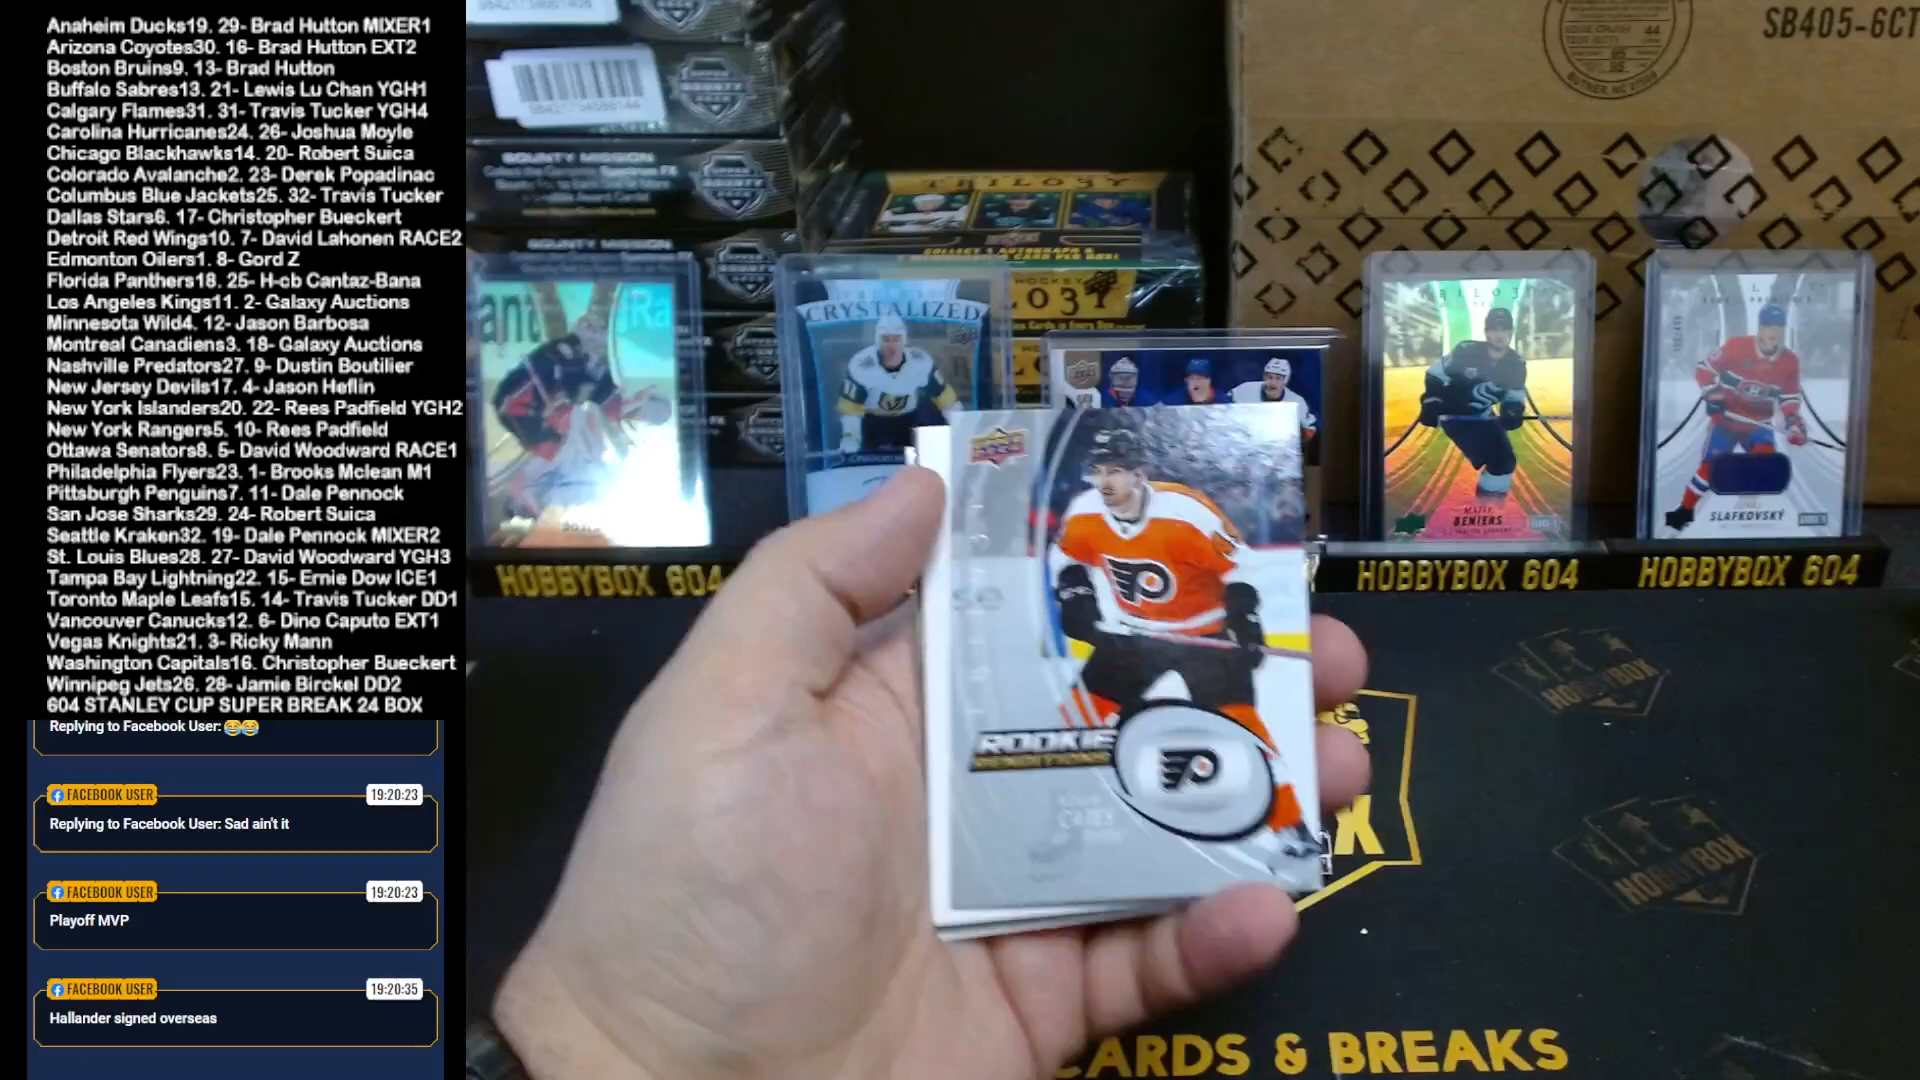 Anaheim Ducks19. 29- Brad Hutton MIXER1
Arizona Coyotes30. 16- Brad Hutton EXT2
Boston Bruins9. 13- Brad Hutton
Buffalo Sabres13. 21- Lewis Lu Chan YGH1
Calgary Flames31. 31- Travis Tucker YGH4
Carolina Hurricanes24. 26- Joshua Moyle
Chicago Blackhawks14. 20- Robert Suica
Colorado Avalanche2. 23- Derek Popadinac
Columbus Blue Jackets25. 32- Travis Tucker
Dallas Stars6. 17- Christopher Bueckert
Detroit Red Wings10. 7- David Lahonen RACE2
Edmonton Oilers1. 8- Gord Z
Florida Panthers18. 25- H-cb Cantaz-Bana
Los Angeles Kings11. 2- Galaxy Auctions
Minnesota Wild4. 12- Jason Barbosa
Montreal Canadiens3. 18- Galaxy Auctions
Nashville Predators27. 9- Dustin Boutilier
New Jersey Devils17. 4- Jason Heflin
New York Islanders20. 22- Rees Padfield YGH2
New York Rangers5. 10- Rees Padfield
Ottawa Senators8. 5- David Woodward RACE1
Philadelphia Flyers23. 1- Brooks Mclean M1
Pittsburgh Penguins7. 11- Dale Pennock
San Jose Sharks29. 24- Robert Suica
Seattle Kraken32. 19- Dale Pennock MIXER2
St. Louis Blues28. 27- David Woodward YGH3
Tampa Bay Lightning22. 15- Ernie Dow ICE1
Toronto Maple Leafs15. 14- Travis Tucker DD1
Vancouver Canucks12. 6- Dino Caputo EXT1
Vegas Knights21. 3- Ricky Mann
Washington Capitals16. Christopher Bueckert
Winnipeg Jets26. 28- Jamie Birckel DD2
604 STANLEY CUP SUPER BREAK 24 BOX
Replying to Facebook User: 😂😂
FACEBOOK USER 19:20:23
Replying to Facebook User: Sad ain't it
FACEBOOK USER 19:20:23
Playoff MVP
FACEBOOK USER 19:20:35
Hallander signed overseas
SB405-6CT
BOUNTY MISSION
BOUNTY MISSION
TRILOGY
CRYSTALIZED
BENIERS
SLAFKOVSKÝ
ROOKIE
RENDITIONS
CATES
HOBBYBOX 604
HOBBYBOX 604
HOBBYBOX 604
HOBBYBOX
HOBBYBOX
CARDS & BREAKS